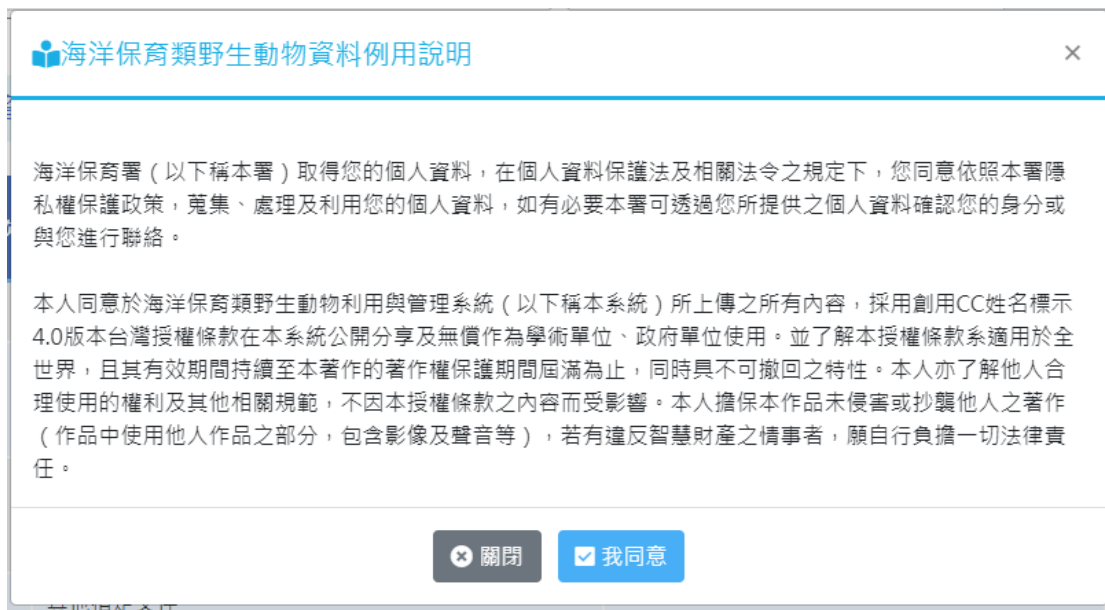 海洋保育類野生動物資料例用說明
×
海洋保育署（以下稱本署）取得您的個人資料，在個人資料保護法及相關法令之規定下，您同意依照本署隱
私權保護政策，蒐集、處理及利用您的個人資料，如有必要本署可透過您所提供之個人資料確認您的身分或
與您進行聯絡。
本人同意於海洋保育類野生動物利用與管理系統（以下稱本系統）所上傳之所有內容，採用創用CC姓名標示
4.0版本台灣授權條款在本系統公開分享及無償作為學術單位、政府單位使用。並了解本授權條款系適用於全
世界，且其有效期間持續至本著作的著作權保護期間屆滿為止，同時具不可撤回之特性。本人亦了解他人合
理使用的權利及其他相關規範，不因本授權條款之內容而受影響。本人擔保本作品未侵害或抄襲他人之著作
（作品中使用他人作品之部分，包含影像及聲音等），若有違反智慧財產之情事者，願自行負擔一切法律責
任。
關閉
我同意